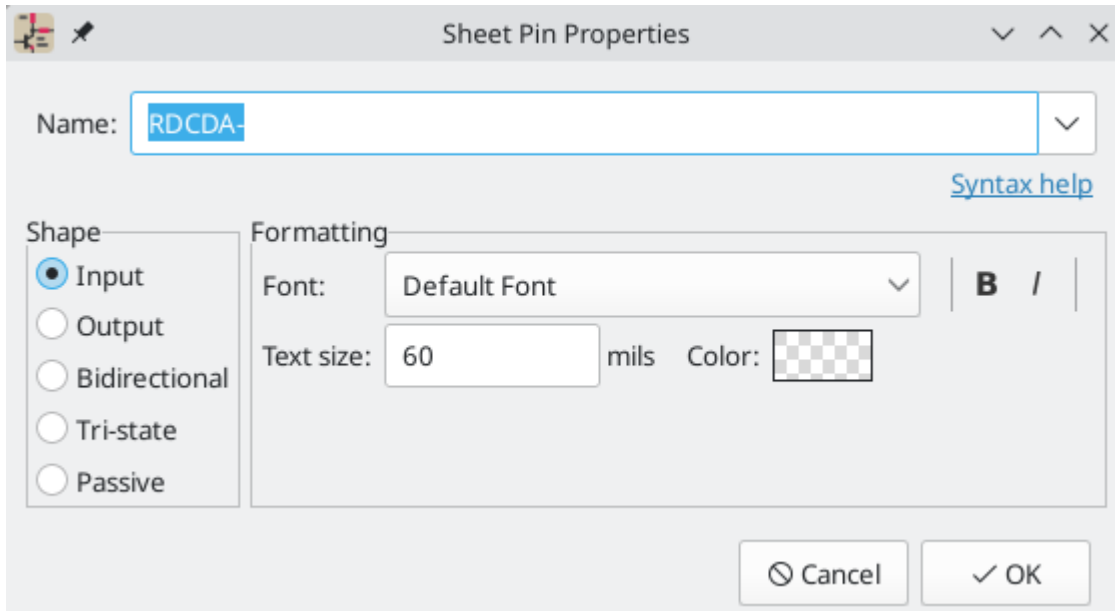 Sheet Pin Properties
Name: RDCDA-
Syntax help
Shape
Input
Output
Bidirectional
Tri-state
Passive
Formatting
Font: Default Font B I
Text size: 60 mils Color:
Cancel OK